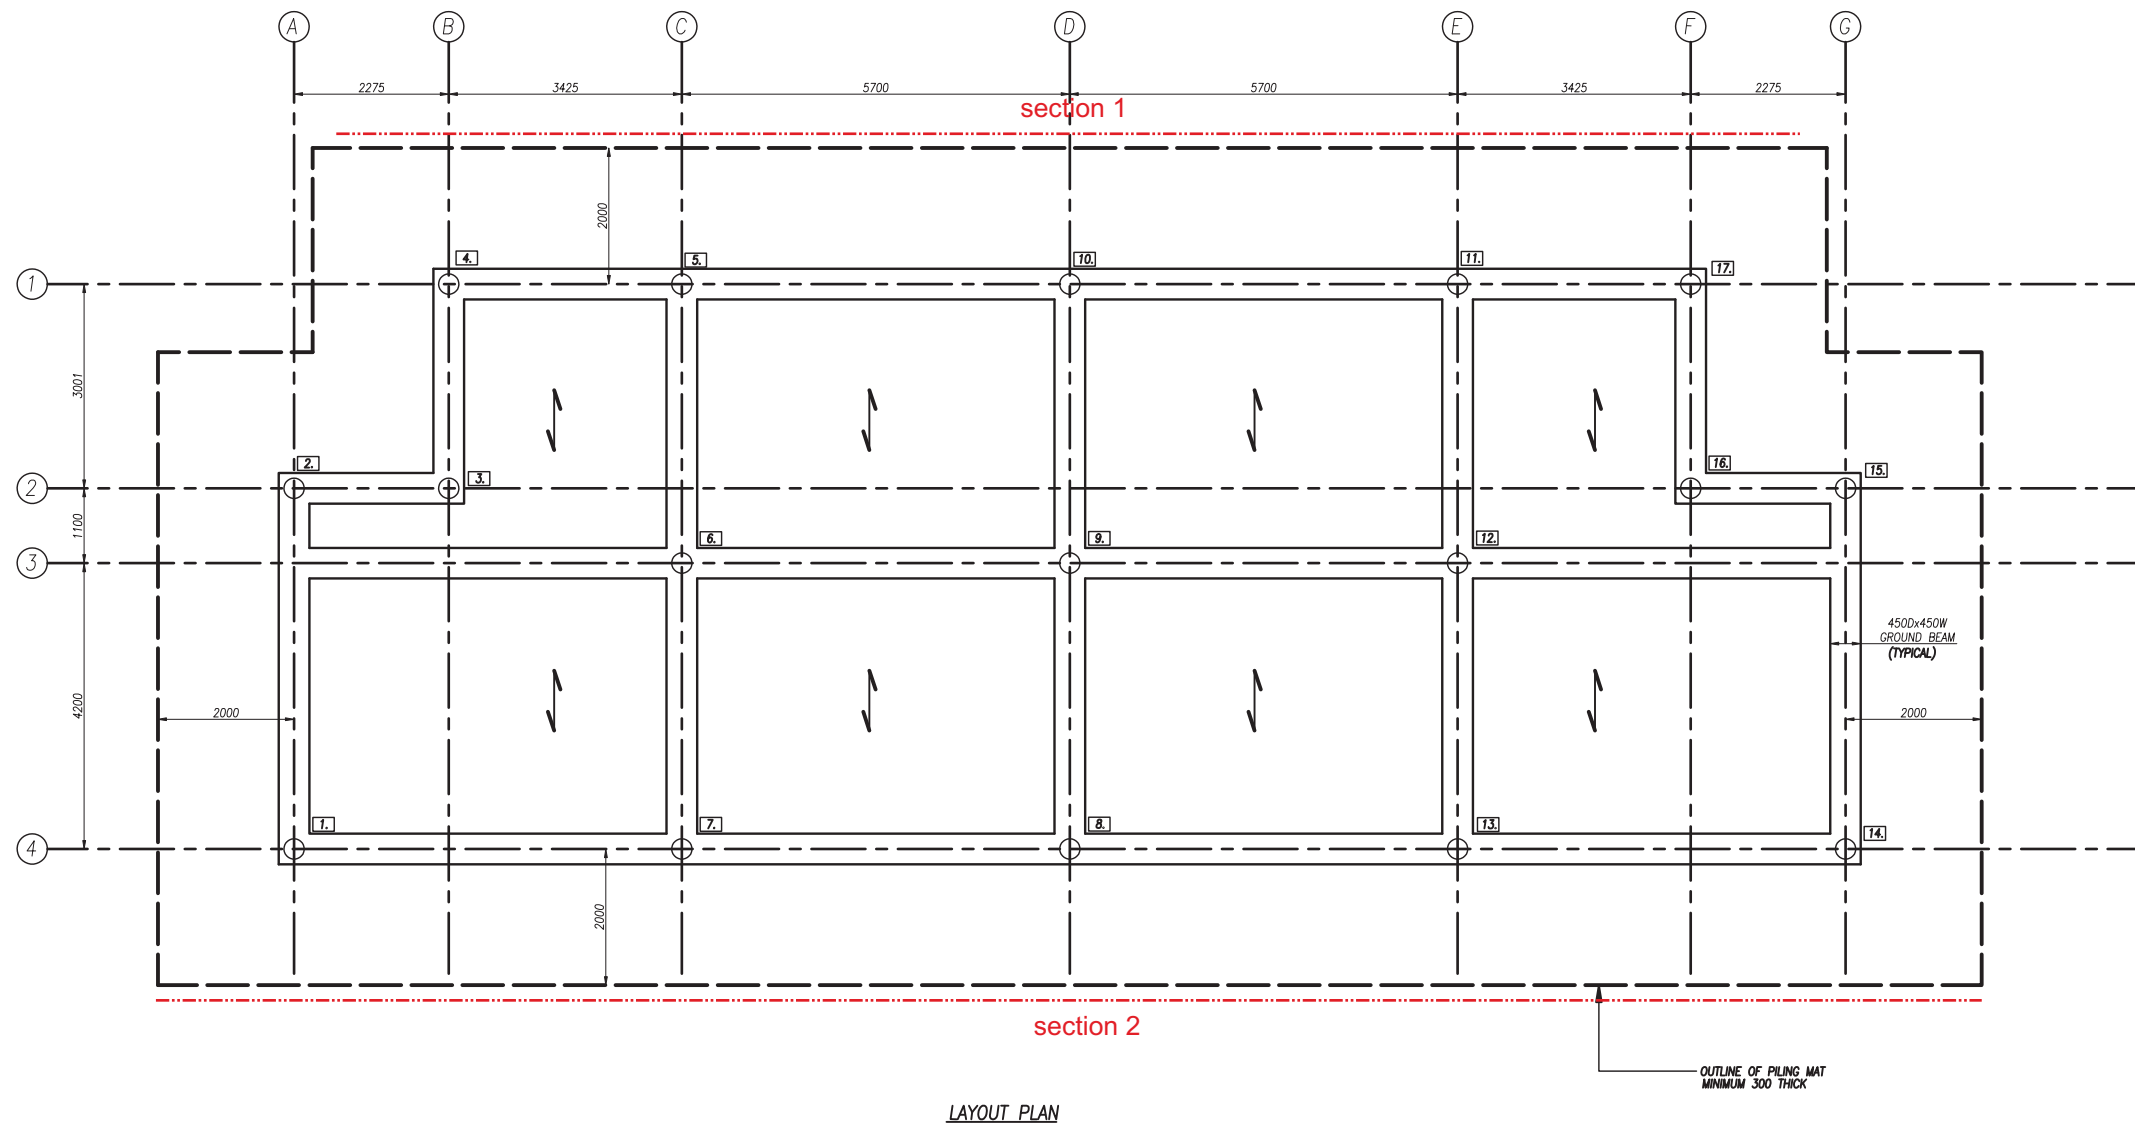 A B C D E F G
2275 3425 5700 5700 3425 2275
section 1
2000
4. 5. 10. 11. 17.
1
3001
2. 3. 16. 15.
2
1100
6. 9. 12.
3
450Dx450W
GROUND BEAM
(TYPICAL)
4200
2000 2000
1. 7. 8. 13. 14.
4
2000
section 2
OUTLINE OF PILING MAT
MINIMUM 300 THICK
LAYOUT PLAN